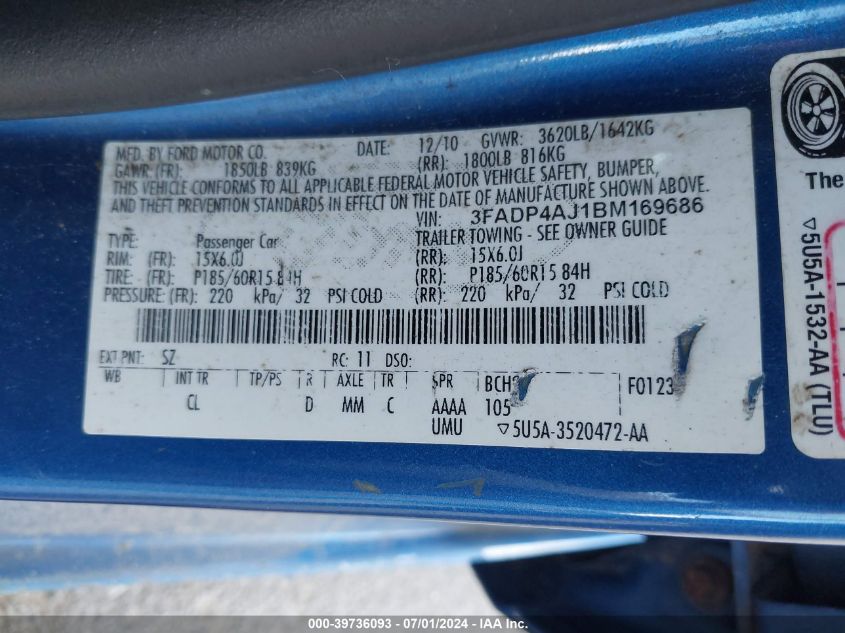 MFD. BY FORD MOTOR CO. DATE: 12/10 GVWR: 3620LB/1642KG
GAWR: (FR): 1850LB 839KG (RR): 1800LB 816KG
THIS VEHICLE CONFORMS TO ALL APPLICABLE FEDERAL MOTOR VEHICLE SAFETY, BUMPER,
AND THEFT PREVENTION STANDARDS IN EFFECT ON THE DATE OF MANUFACTURE SHOWN ABOVE.
VIN: 3FADP4AJ1BM169686
TYPE: Passenger Car TRAILER TOWING - SEE OWNER GUIDE
RIM: (FR): 15X6.0J (RR): 15X6.0J
TIRE: (FR): P185/60R15 84H (RR): P185/60R15 84H
PRESSURE: (FR): 220 kPa/ 32 PSI COLD (RR): 220 kPa/ 32 PSI COLD
EXT PNT: SZ RC: 11 DSO:
WB INT TR TP/PS R AXLE TR SPR BCH F0123
CL D MM C AAAA 105
UMU ▽5U5A-3520472-AA
The
▽5U5A-1532-AA (TLU)
000-39736093 - 07/01/2024 - IAA Inc.